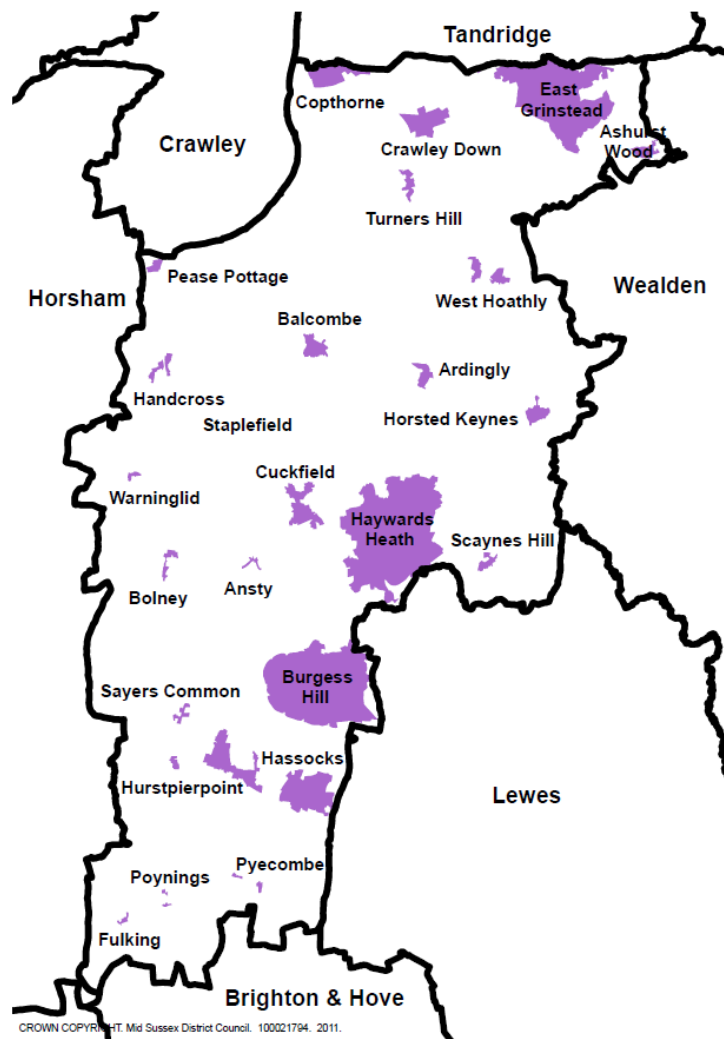 Tandridge
East
Grinstead
Copthorne
Ashurst
Wood
Crawley
Crawley Down
Turners Hill
Pease Pottage
Horsham
West Hoathly
Wealden
Balcombe
Ardingly
Handcross
Staplefield
Horsted Keynes
Cuckfield
Warninglid
Haywards
Heath
Scaynes Hill
Bolney
Ansty
Burgess
Hill
Sayers Common
Hassocks
Hurstpierpoint
Lewes
Pyecombe
Poynings
Fulking
Brighton & Hove
CROWN COPYRIGHT. Mid Sussex District Council. 100021794. 2011.